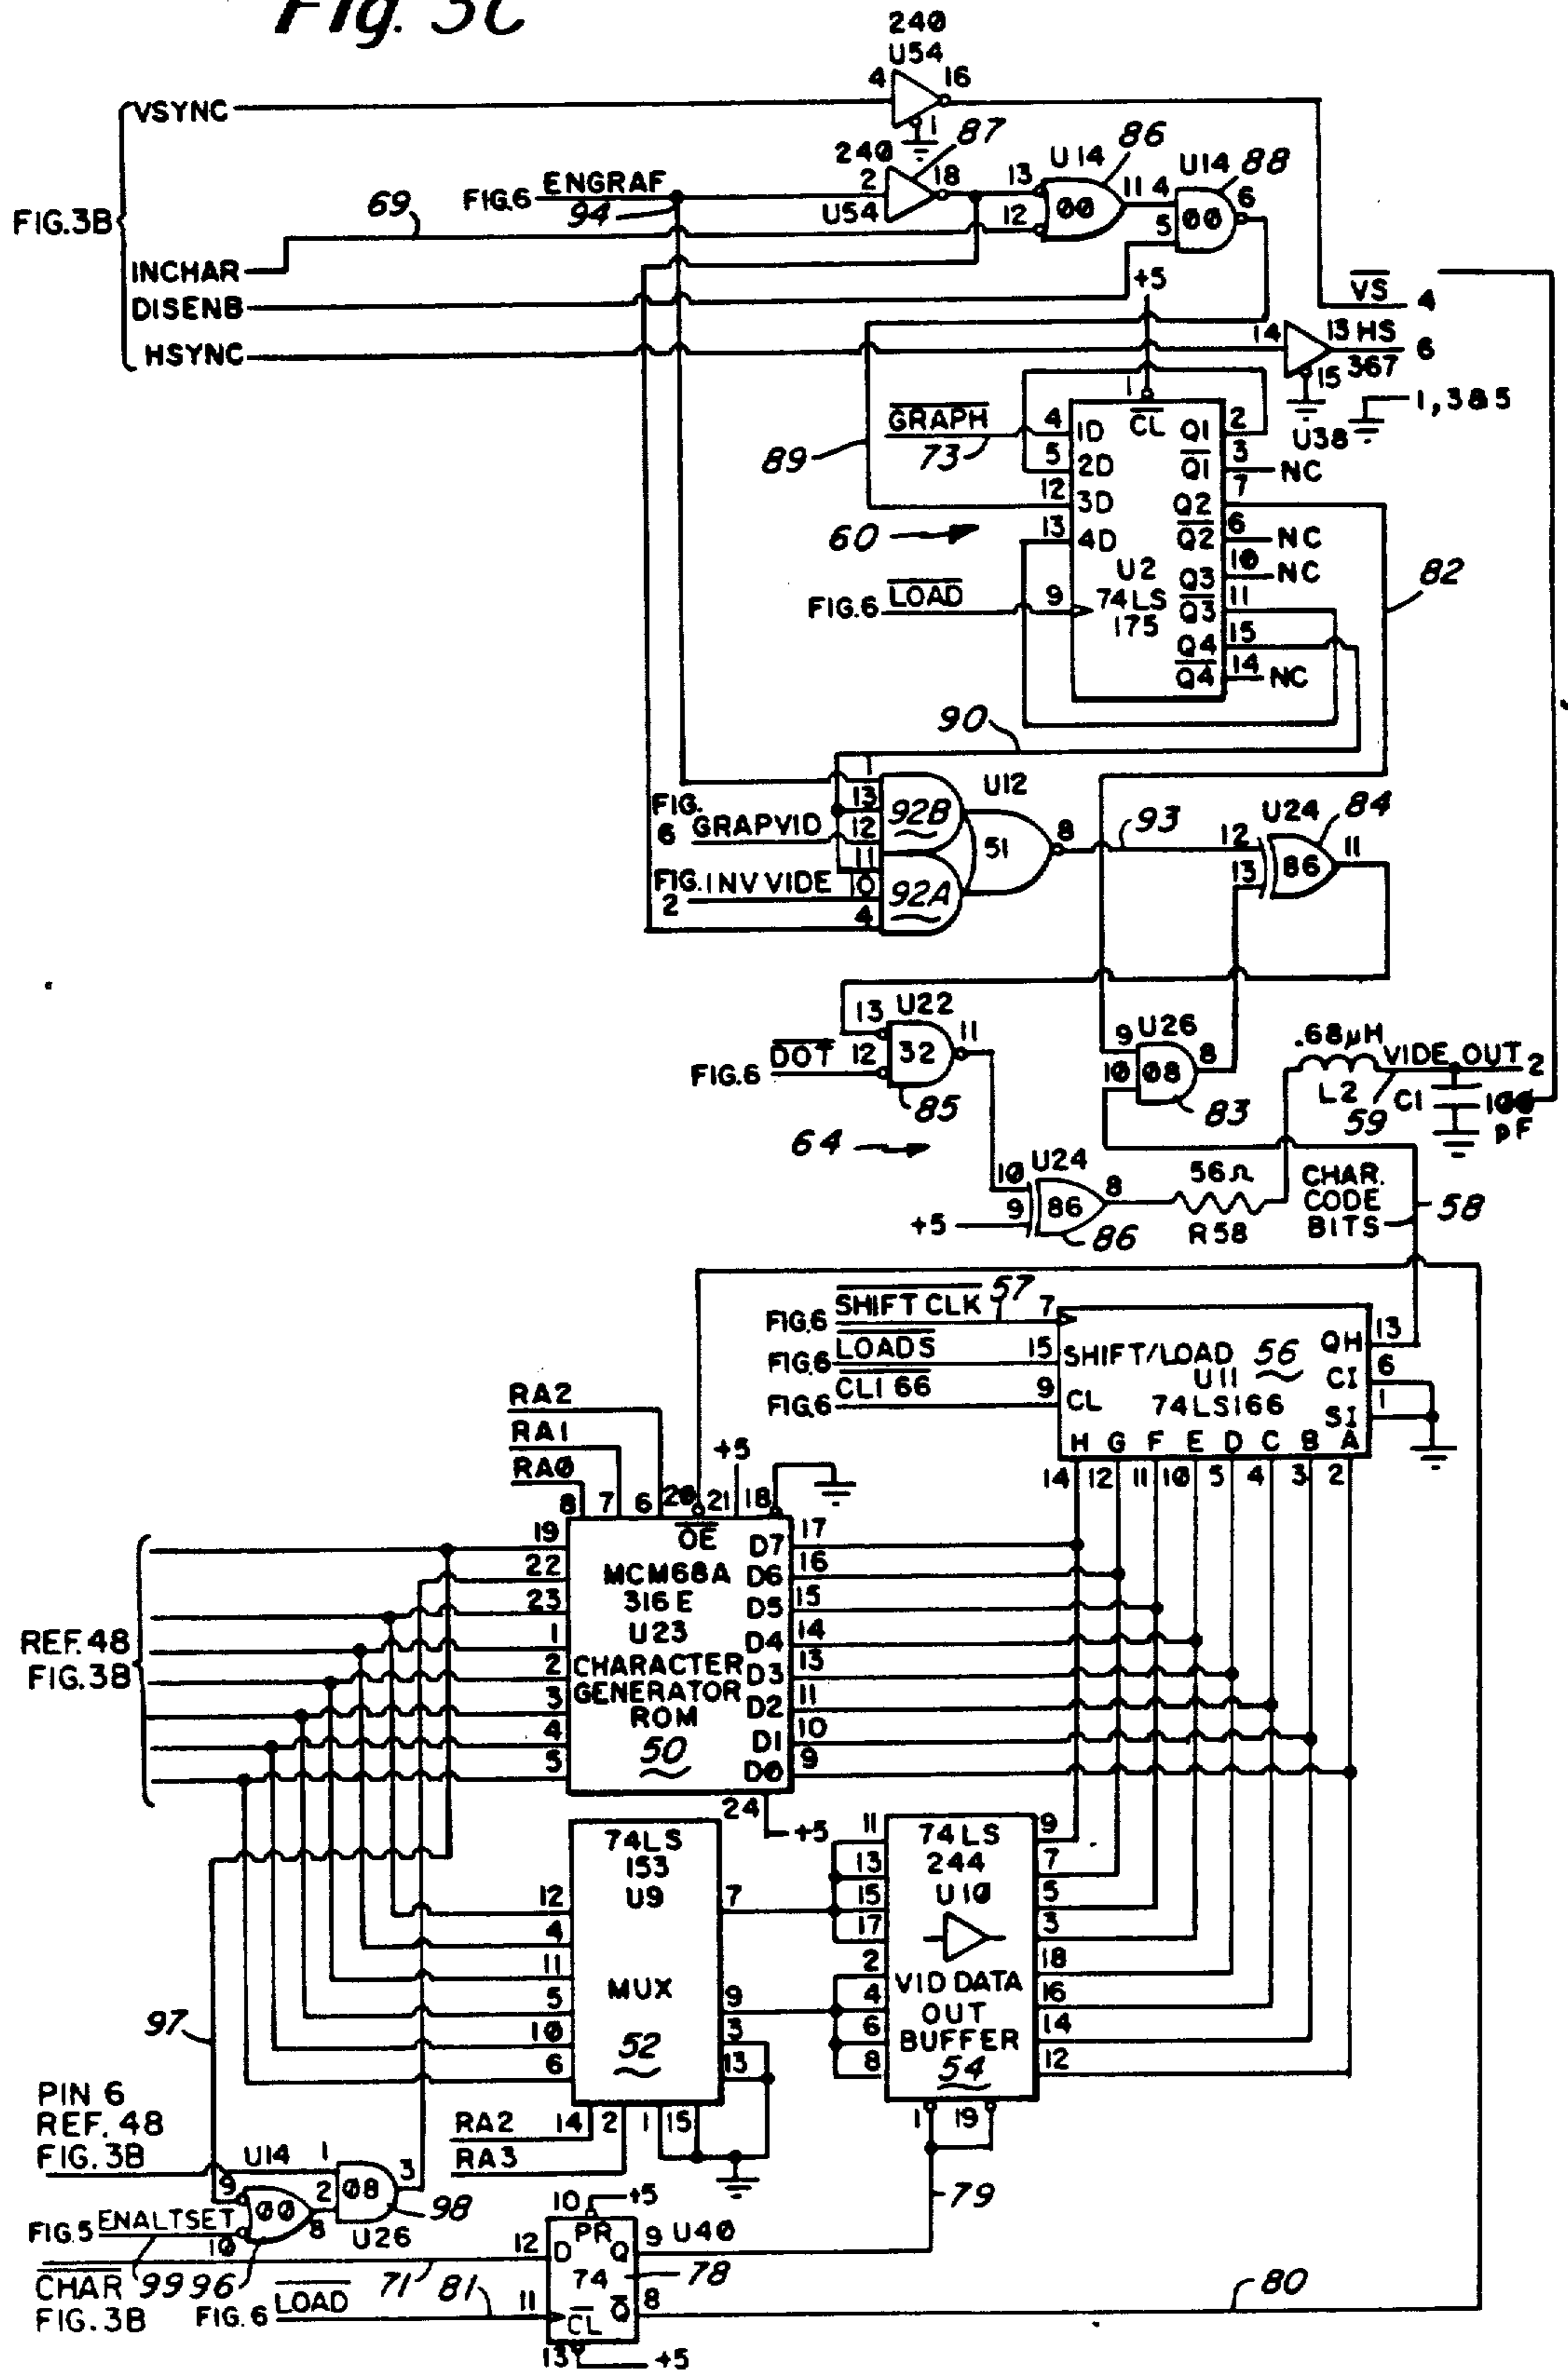 Fig. 3C
240
U54
4 16
VSYNC
1
87
240
86
U14
U14 88
FIG.6 ENGRAF 2 18 13 11 4 6
94 U54 12 00 5 00
69
FIG.3B
INCHAR
DISENB
HSYNC
+5
VS 4
14 13 HS 6
15 367
1, 3&5
U38
1
CL
GRAPH 4 1D Q1 2
73 5 2D Q1 3 NC
89
12 3D Q2 7
13 4D Q2 6 NC
60
U2 Q3 10 NC
FIG.6 LOAD 9 74LS Q3 11
175 Q4 15
Q4 14 NC
82
90
1
13 92B U12
FIG. 6 GRAPVID 12
11 51 8 93
FIG. 2 INV VIDE 10 92A
4
U24 84
12 86 11
13
13 U22 11
FIG.6 DOT 12 32
85
9 U26 8
10 08
83
.68µH VIDE OUT 2
L2 59 C1 100 pF
64
10 U24 8
9 86
+5
86
56Ω
R58
CHAR. CODE BITS 58
FIG.6 SHIFT CLK 57 7
FIG.6 LOADS 15 SHIFT/LOAD 56 QH 13
U11 CI 6
FIG.6 CL166 9 CL 74LS166 SI 1
H G F E D C B A
14 12 11 10 5 4 3 2
RA2
RA1
RA0
+5
8 7 6 20 21 18
OE
19 D7 17
22 MCM68A D6 16
23 316E D5 15
1 U23 D4 14
2 CHARACTER D3 13
3 GENERATOR D2 11
4 ROM D1 10
5 50 D0 9
24 +5
REF. 48
FIG.3B
74LS
153
U9
12 7
4
11
5 MUX 9
10 3
6 52 13
RA2 14 2 1 15
RA3
11 74LS 9
13 244 7
15 U10 5
17 3
2 VID DATA 18
4 OUT 16
6 BUFFER 14
8 54 12
1 19
79
97
PIN 6
REF. 48
FIG.3B
U14 1
9 00 2 08 3
98
FIG.5 ENALTSET 10 8 U26
99 96
10 +5
PR
12 D Q 9 U40
CHAR 71 74 78
FIG.3B
FIG.6 LOAD 81 11 CL Q 8
80
13 +5